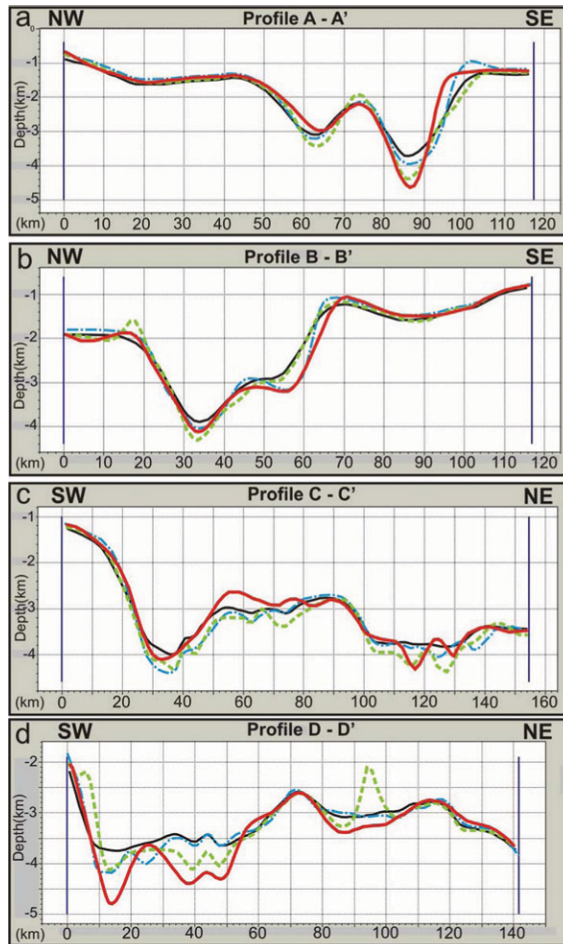 a NW Profile A - A' SE
0
-1
-2
-3
-4
-5
Depth(km)
(km) 0 10 20 30 40 50 60 70 80 90 100 110 120
b NW Profile B - B' SE
-1
-2
-3
-4
Depth(km)
(km) 0 10 20 30 40 50 60 70 80 90 100 110 120
c SW Profile C - C' NE
-1
-2
-3
-4
Depth(km)
(km) 0 20 40 60 80 100 120 140 160
d SW Profile D - D' NE
-2
-3
-4
-5
Depth(km)
0 20 40 60 80 100 120 140 (km)